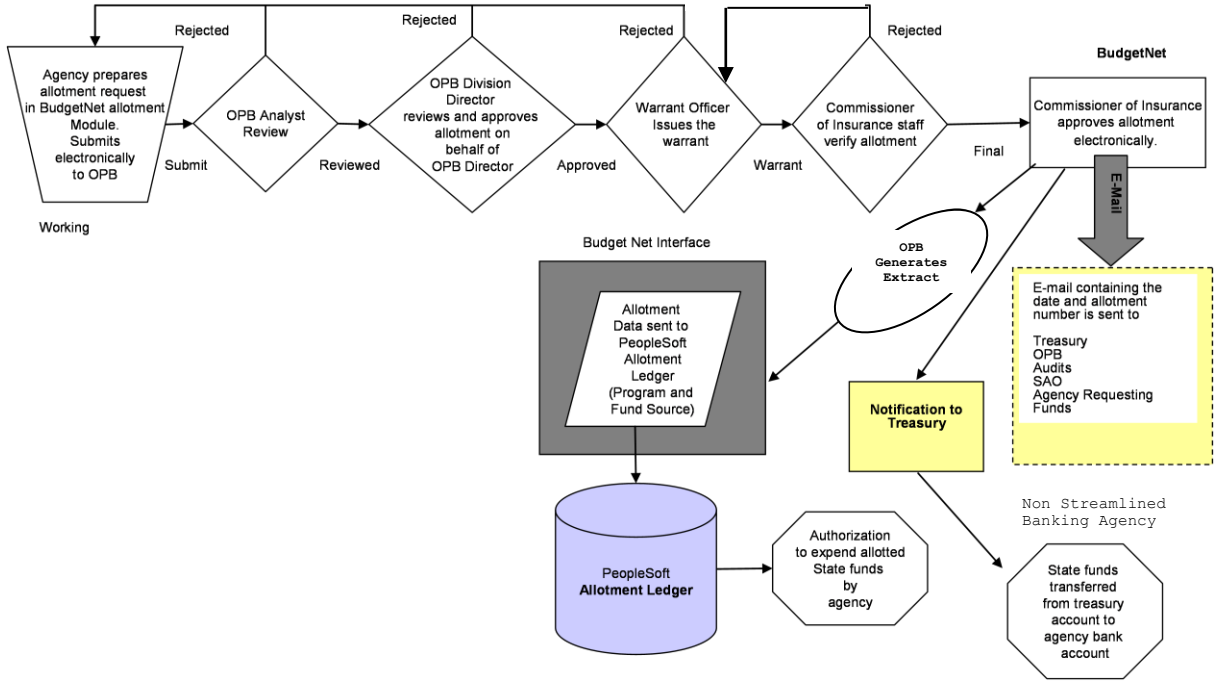 Rejected
Rejected
Rejected
Rejected
Agency prepares
allotment request
in BudgetNet allotment
Module.
Submits
electronically
to OPB
Working
Submit
OPB Analyst
Review
Reviewed
OPB Division
Director
reviews and approves
allotment on
behalf of
OPB Director
Approved
Warrant Officer
Issues the
warrant
Warrant
Commissioner
of Insurance staff
verify allotment
Final
BudgetNet
Commissioner of Insurance
approves allotment
electronically.
E-Mail
OPB
Generates
Extract
Budget Net Interface
Allotment
Data sent to
PeopleSoft
Allotment
Ledger
(Program and
Fund Source)
E-mail containing the
date and allotment
number is sent to
Treasury
OPB
Audits
SAO
Agency Requesting
Funds
Notification to
Treasury
Non Streamlined
Banking Agency
PeopleSoft
Allotment Ledger
Authorization
to expend allotted
State funds
by
agency
State funds
transferred
from treasury
account to
agency bank
account